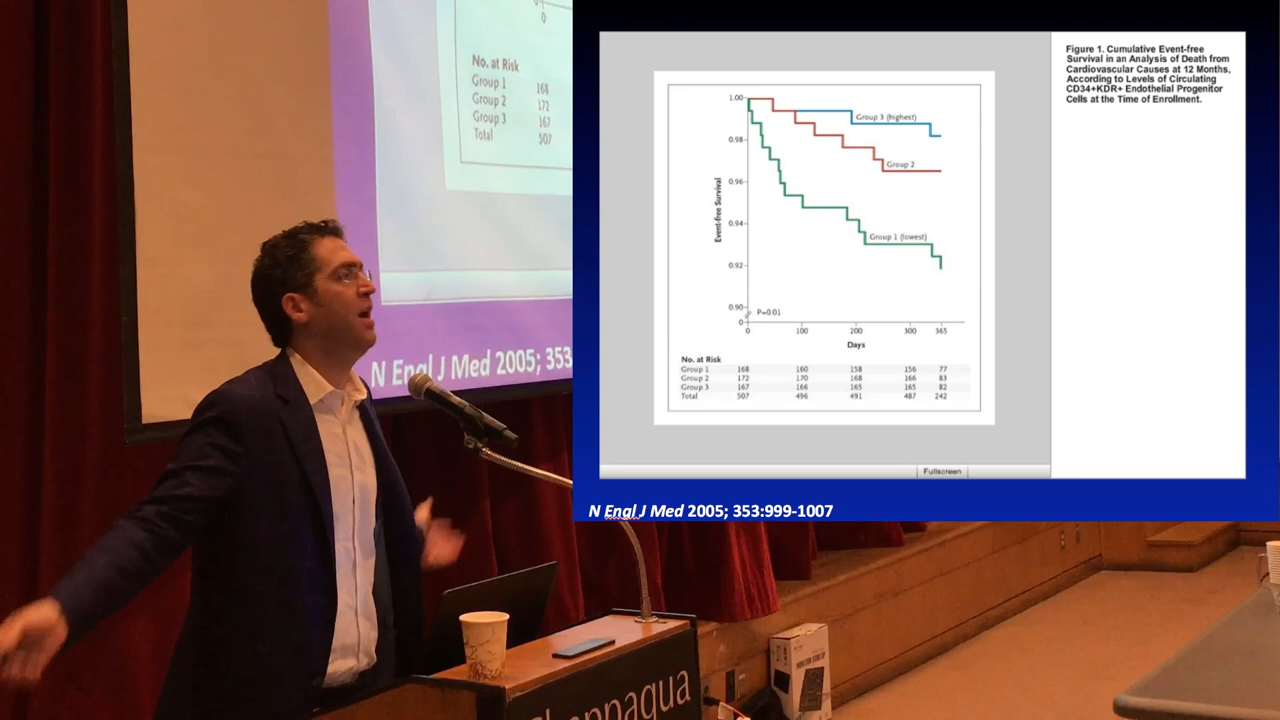 0
No. at Risk
Group 1 168
Group 2 172
Group 3 167
Total 507
N Engl J Med 2005; 353
Figure 1. Cumulative Event-free
Survival in an Analysis of Death from
Cardiovascular Causes at 12 Months,
According to Levels of Circulating
CD34+KDR+ Endothelial Progenitor
Cells at the Time of Enrollment.
1.00
0.98
0.96
0.94
0.92
0.90
0
Event-free Survival
Group 3 (highest)
Group 2
Group 1 (lowest)
P=0.01
0 100 200 300 365
Days
No. at Risk
Group 1 168 160 158 156 77
Group 2 172 170 168 166 83
Group 3 167 166 165 165 82
Total 507 496 491 487 242
Fullscreen
N Engl J Med 2005; 353:999-1007